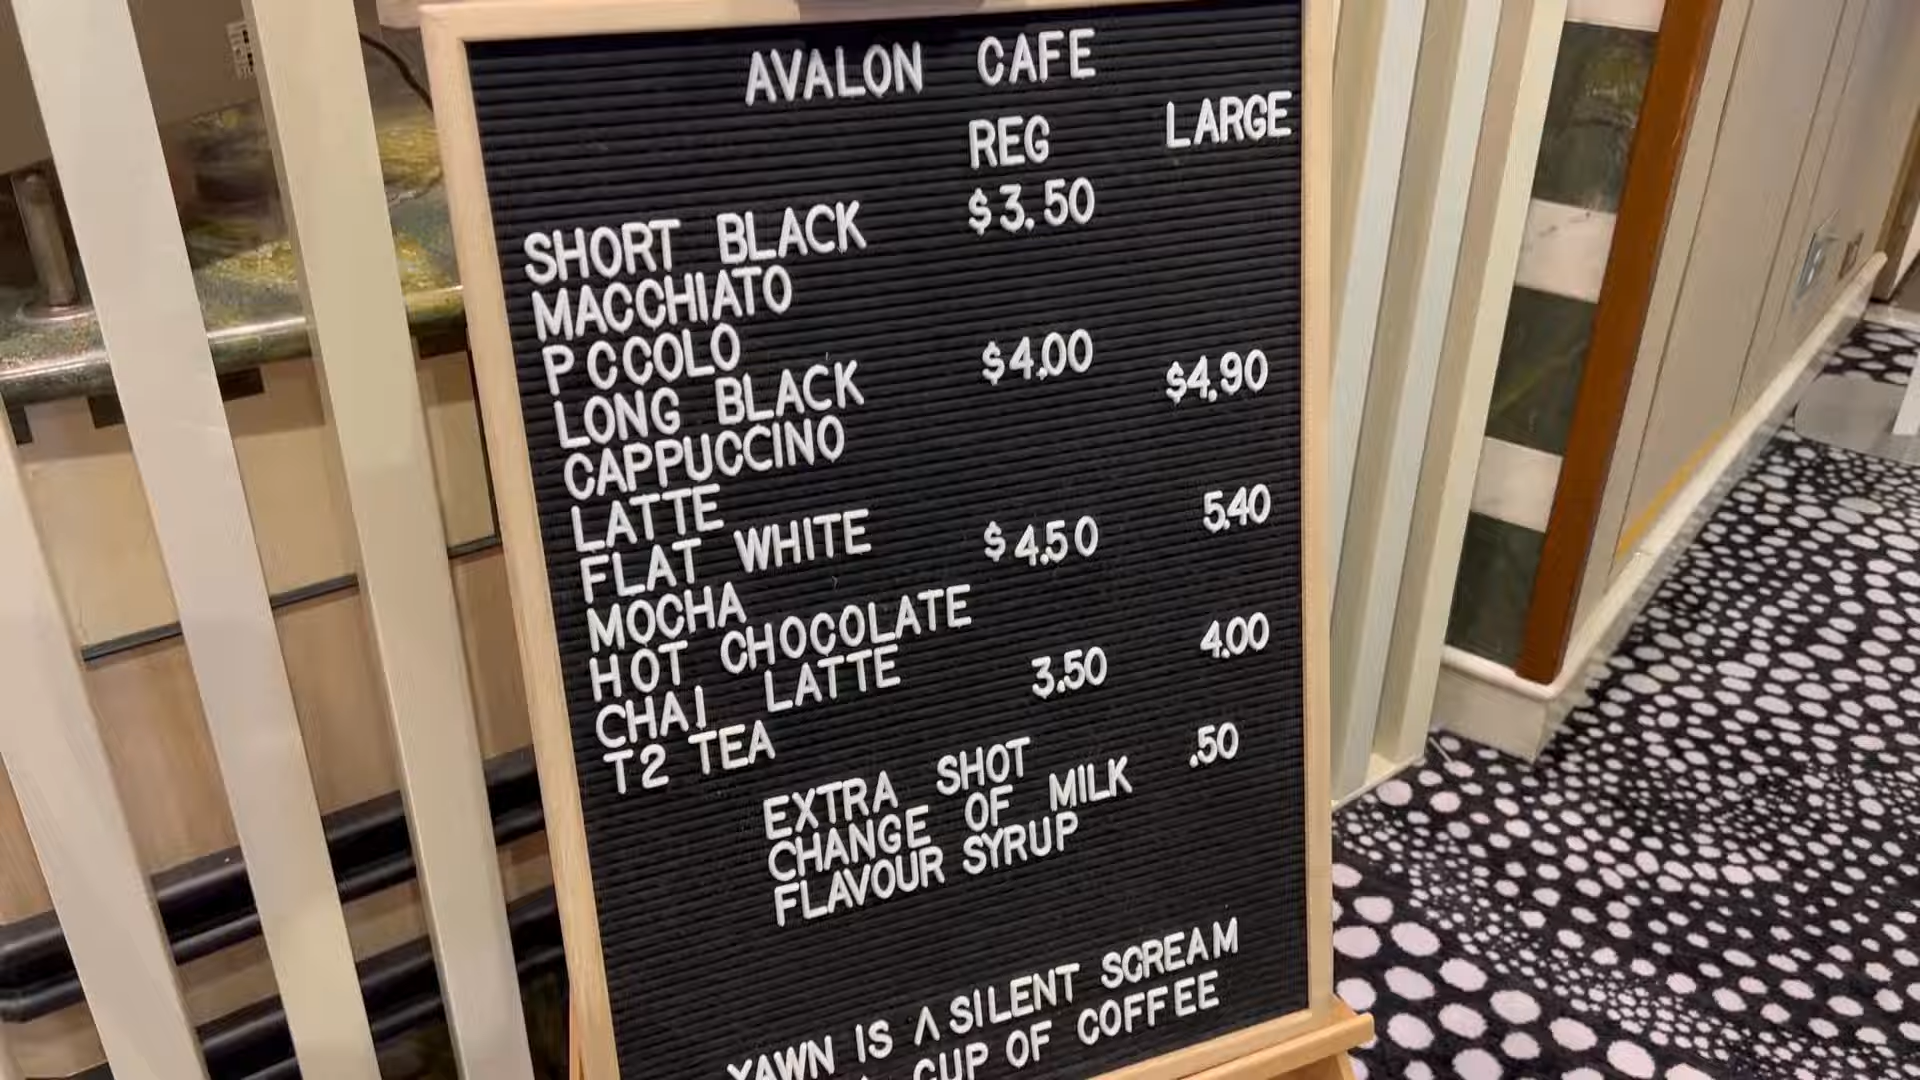 AVALON CAFE
REG LARGE
SHORT BLACK $3.50
MACCHIATO
P CCOLO
LONG BLACK $4.00 $4.90
CAPPUCCINO
LATTE
FLAT WHITE
MOCHA $4.50 5.40
HOT CHOCOLATE
CHAI LATTE
T2 TEA 3.50 4.00
EXTRA SHOT .50
CHANGE OF MILK
FLAVOUR SYRUP
YAWN IS A SILENT SCREAM
CUP OF COFFEE